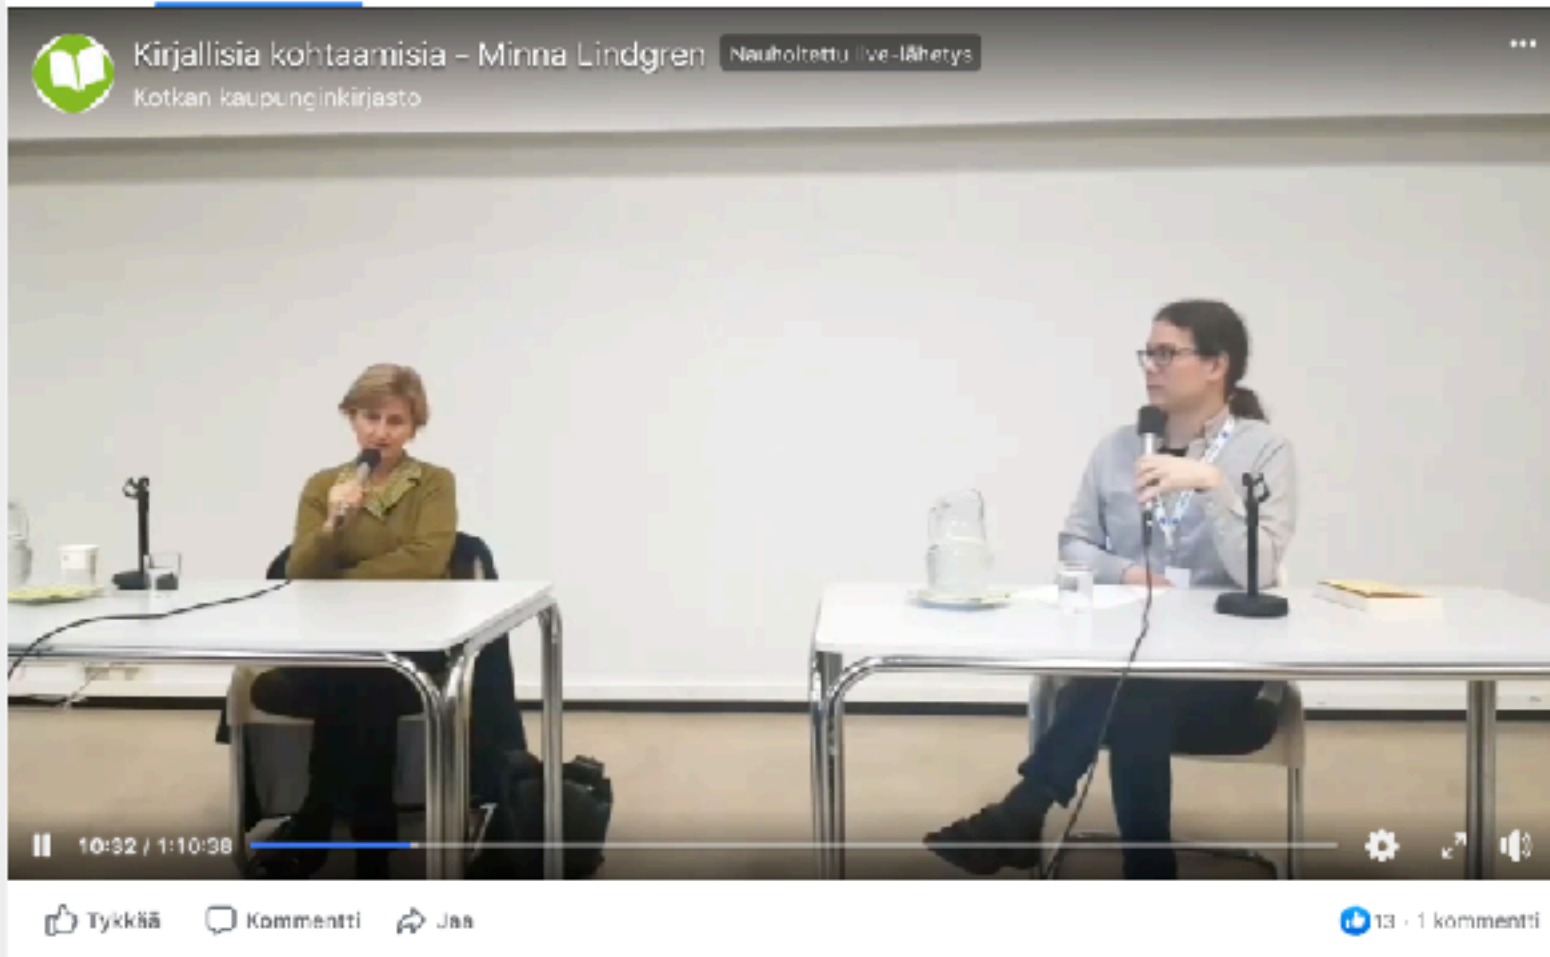 Kirjallisia kohtaamisia – Minna Lindgren Nauhoitettu live-lähetys
Kotkan kaupunginkirjasto
10:32 / 1:10:38
Tykkää Kommentti Jaa 13 · 1 kommentti